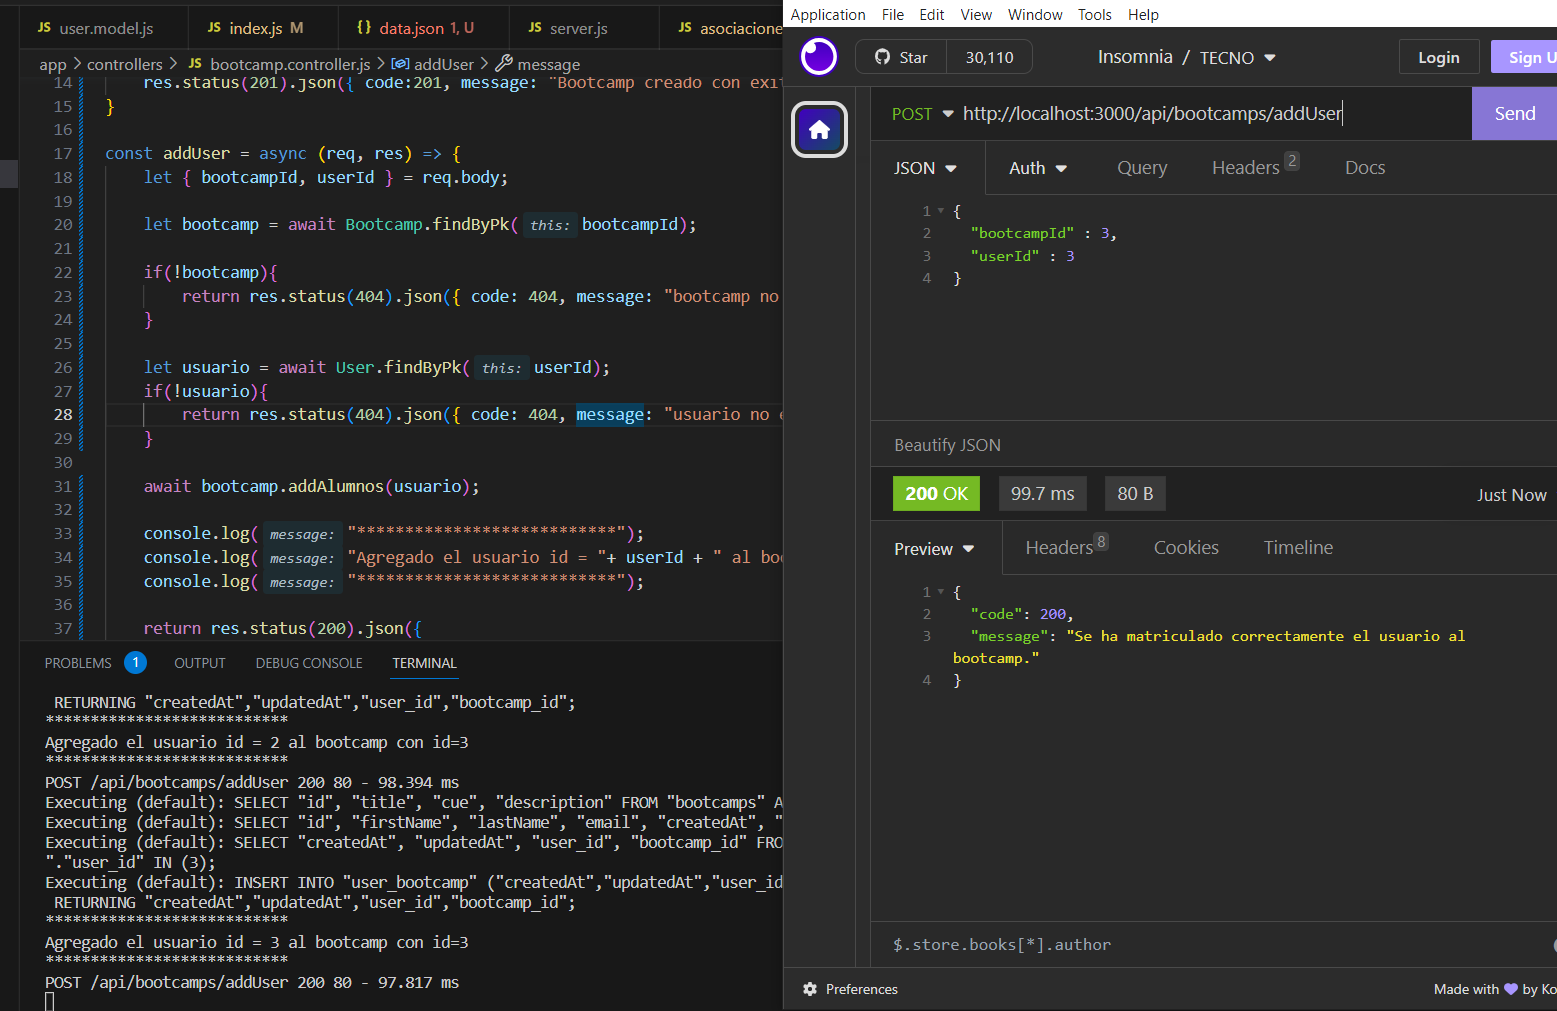 JS user.model.js
JS index.js M
{} data.json 1, U
JS server.js
JS asociacione
app > controllers > JS bootcamp.controller.js > addUser > message
14 res.status(201).json({ code:201, message: "Bootcamp creado con exit
15 }
16
17 const addUser = async (req, res) => {
18 let { bootcampId, userId } = req.body;
19
20 let bootcamp = await Bootcamp.findByPk( this: bootcampId);
21
22 if(!bootcamp){
23 return res.status(404).json({ code: 404, message: "bootcamp no
24 }
25
26 let usuario = await User.findByPk( this: userId);
27 if(!usuario){
28 return res.status(404).json({ code: 404, message: "usuario no e
29 }
30
31 await bootcamp.addAlumnos(usuario);
32
33 console.log( message: "***************************");
34 console.log( message: "Agregado el usuario id = "+ userId + " al boo
35 console.log( message: "***************************");
36
37 return res.status(200).json({
PROBLEMS 1 OUTPUT DEBUG CONSOLE TERMINAL
RETURNING "createdAt","updatedAt","user_id","bootcamp_id";
***************************
Agregado el usuario id = 2 al bootcamp con id=3
***************************
POST /api/bootcamps/addUser 200 80 - 98.394 ms
Executing (default): SELECT "id", "title", "cue", "description" FROM "bootcamps" A
Executing (default): SELECT "id", "firstName", "lastName", "email", "createdAt", "
Executing (default): SELECT "createdAt", "updatedAt", "user_id", "bootcamp_id" FRO
"."user_id" IN (3);
Executing (default): INSERT INTO "user_bootcamp" ("createdAt","updatedAt","user_id
RETURNING "createdAt","updatedAt","user_id","bootcamp_id";
***************************
Agregado el usuario id = 3 al bootcamp con id=3
***************************
POST /api/bootcamps/addUser 200 80 - 97.817 ms
Application File Edit View Window Tools Help
Star 30,110
Insomnia / TECNO
Login
Sign U
POST http://localhost:3000/api/bootcamps/addUser
Send
JSON Auth Query Headers 2 Docs
1 {
2 "bootcampId" : 3,
3 "userId" : 3
4 }
Beautify JSON
200 OK 99.7 ms 80 B Just Now
Preview Headers 8 Cookies Timeline
1 {
2 "code": 200,
3 "message": "Se ha matriculado correctamente el usuario al
bootcamp."
4 }
$.store.books[*].author
Preferences
Made with by Ko